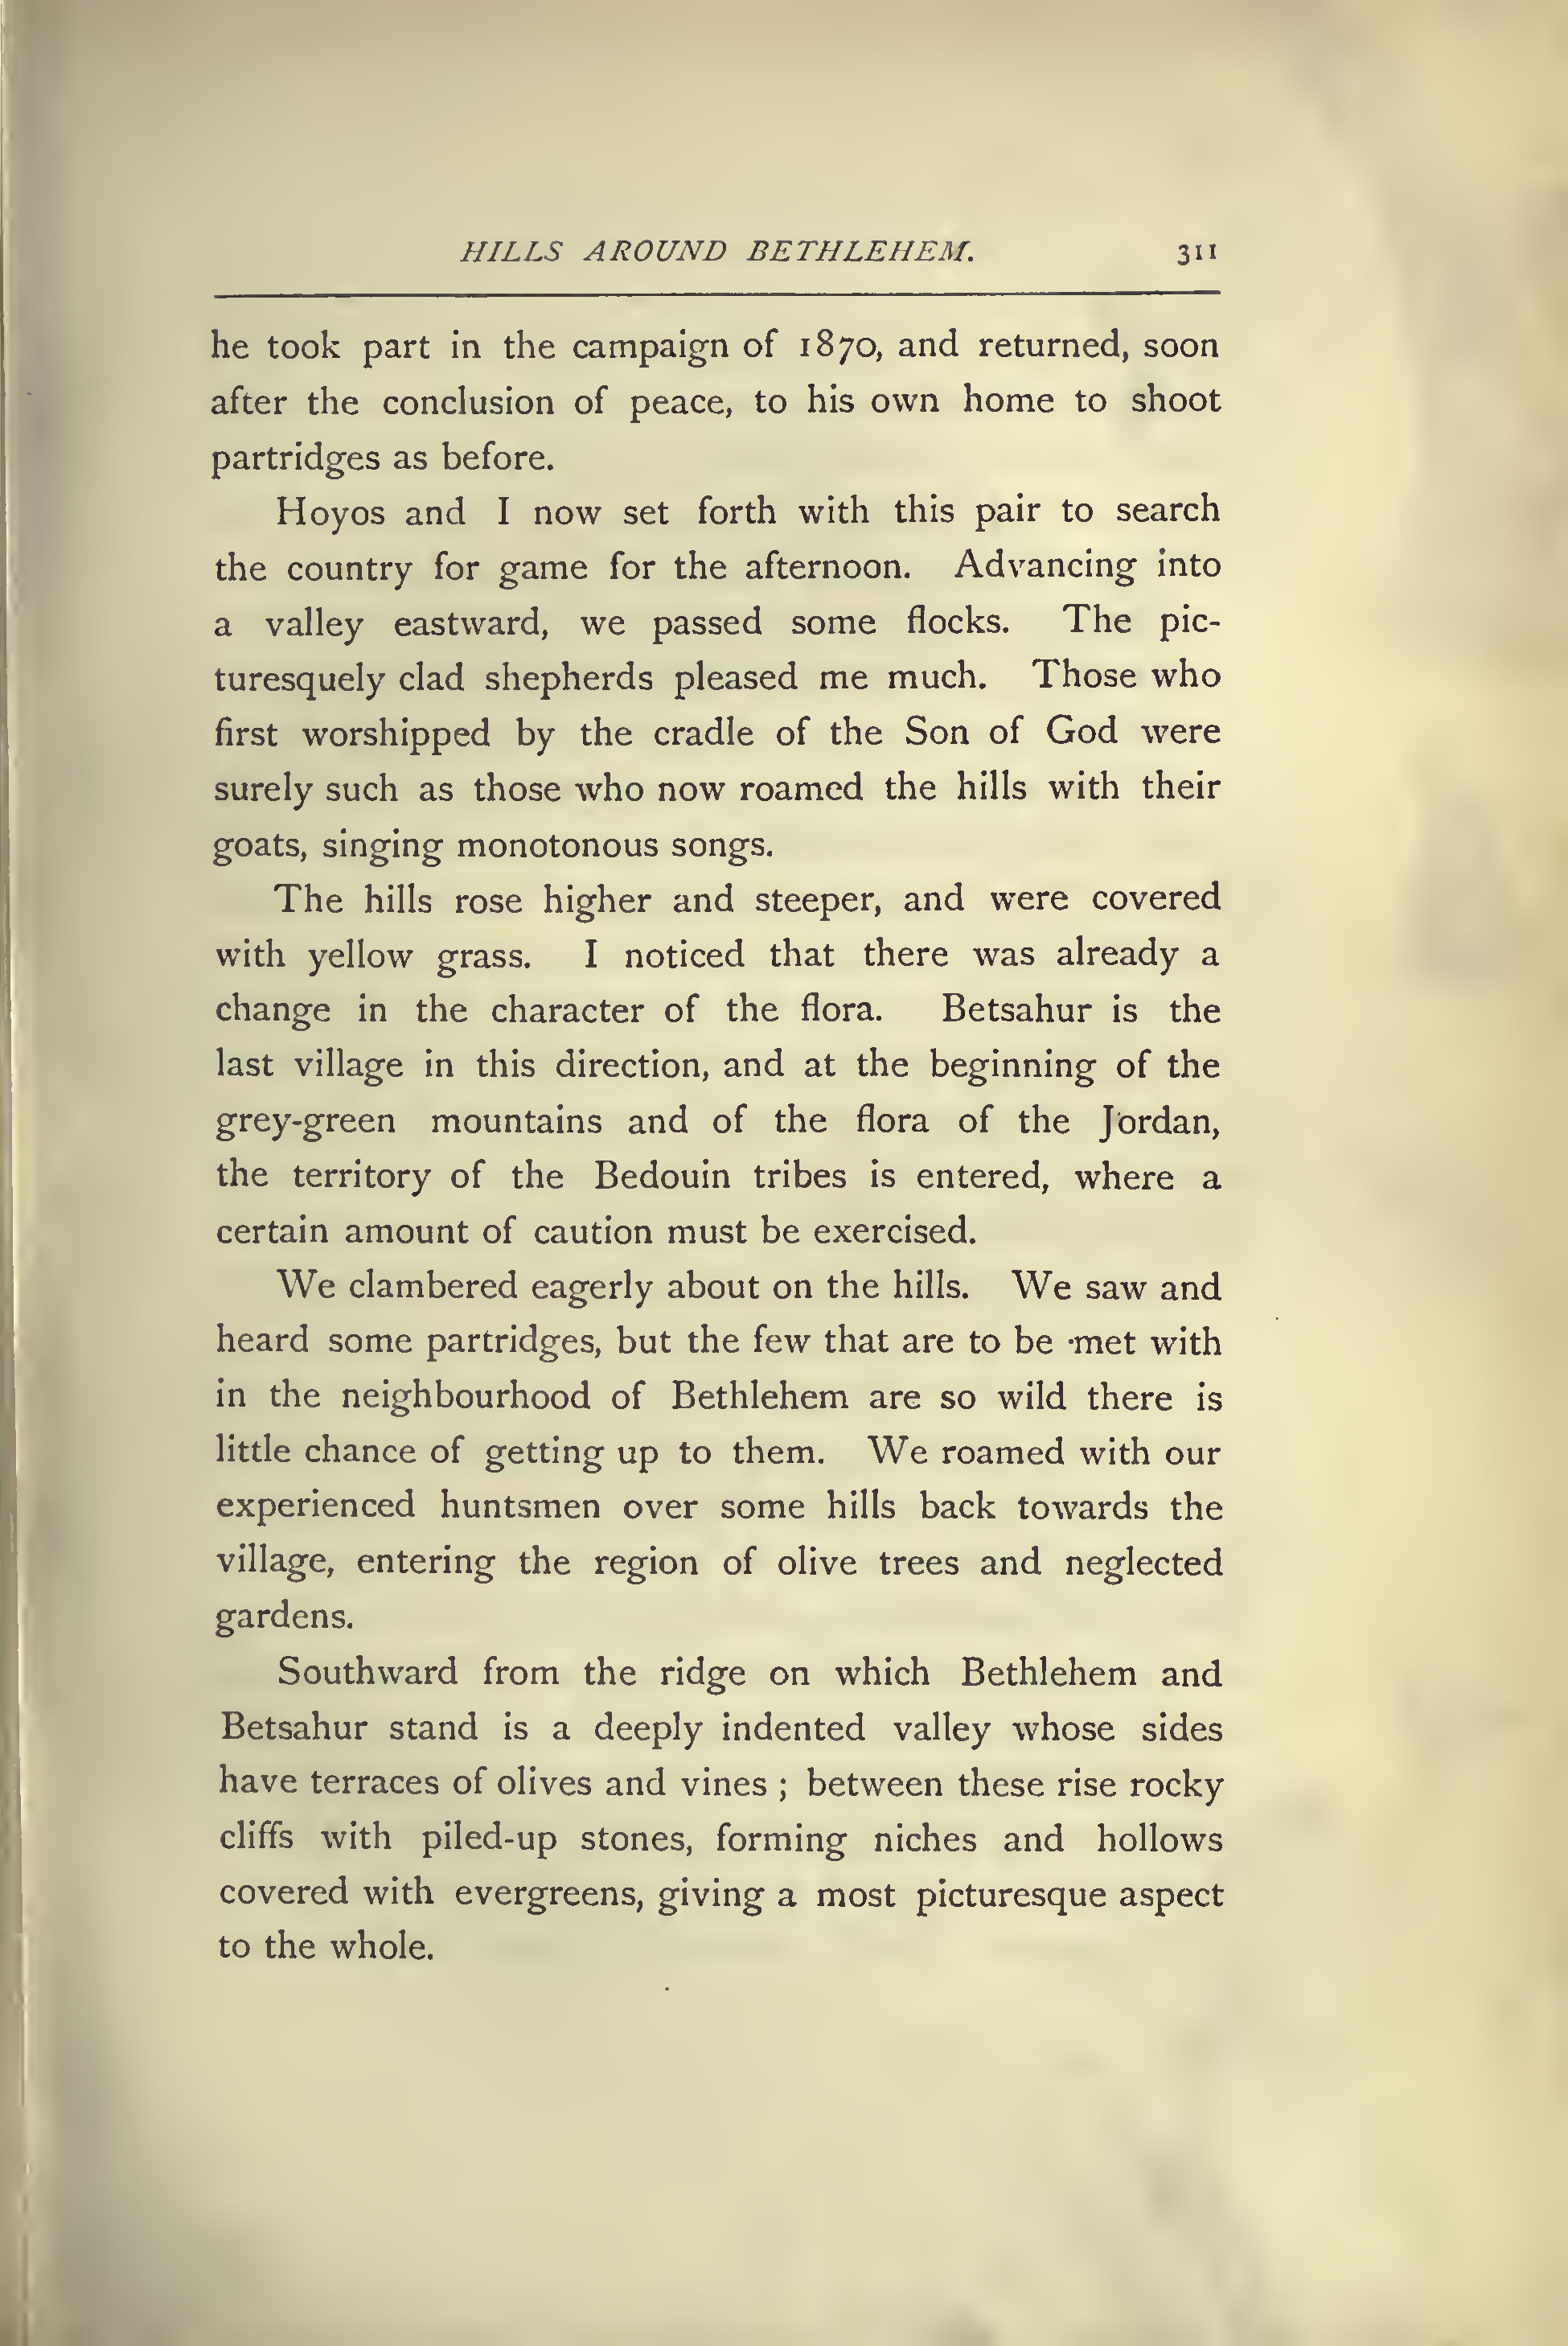 HILLS AROUND BETHLEHEM. 311
he took part in the campaign of 1870, and returned, soon
after the conclusion of peace, to his own home to shoot
partridges as before.
Hoyos and I now set forth with this pair to search
the country for game for the afternoon. Advancing into
a valley eastward, we passed some flocks. The pic-
turesquely clad shepherds pleased me much. Those who
first worshipped by the cradle of the Son of God were
surely such as those who now roamed the hills with their
goats, singing monotonous songs.
The hills rose higher and steeper, and were covered
with yellow grass. I noticed that there was already a
change in the character of the flora. Betsahur is the
last village in this direction, and at the beginning of the
grey-green mountains and of the flora of the Jordan,
the territory of the Bedouin tribes is entered, where a
certain amount of caution must be exercised.
We clambered eagerly about on the hills. We saw and
heard some partridges, but the few that are to be met with
in the neighbourhood of Bethlehem are so wild there is
little chance of getting up to them. We roamed with our
experienced huntsmen over some hills back towards the
village, entering the region of olive trees and neglected
gardens.
Southward from the ridge on which Bethlehem and
Betsahur stand is a deeply indented valley whose sides
have terraces of olives and vines ; between these rise rocky
cliffs with piled-up stones, forming niches and hollows
covered with evergreens, giving a most picturesque aspect
to the whole.